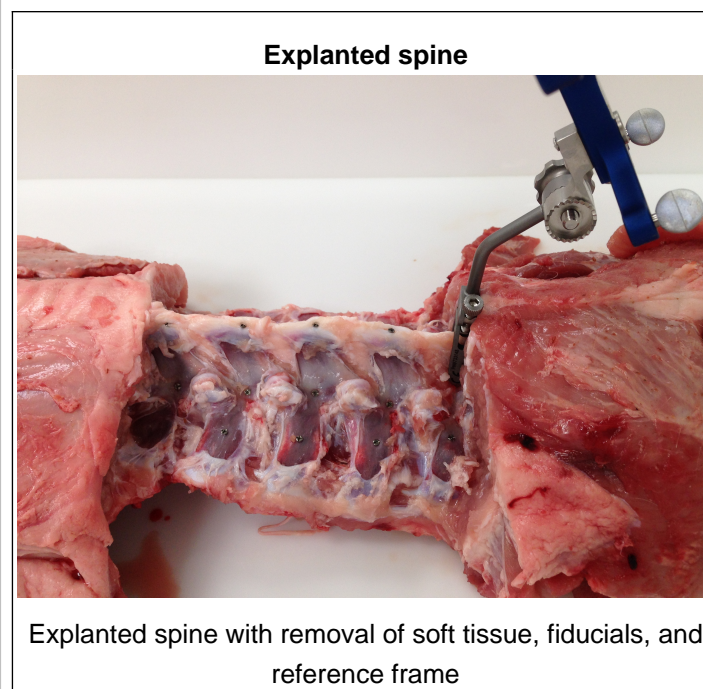 Explanted spine
Explanted spine with removal of soft tissue, fiducials, and
reference frame